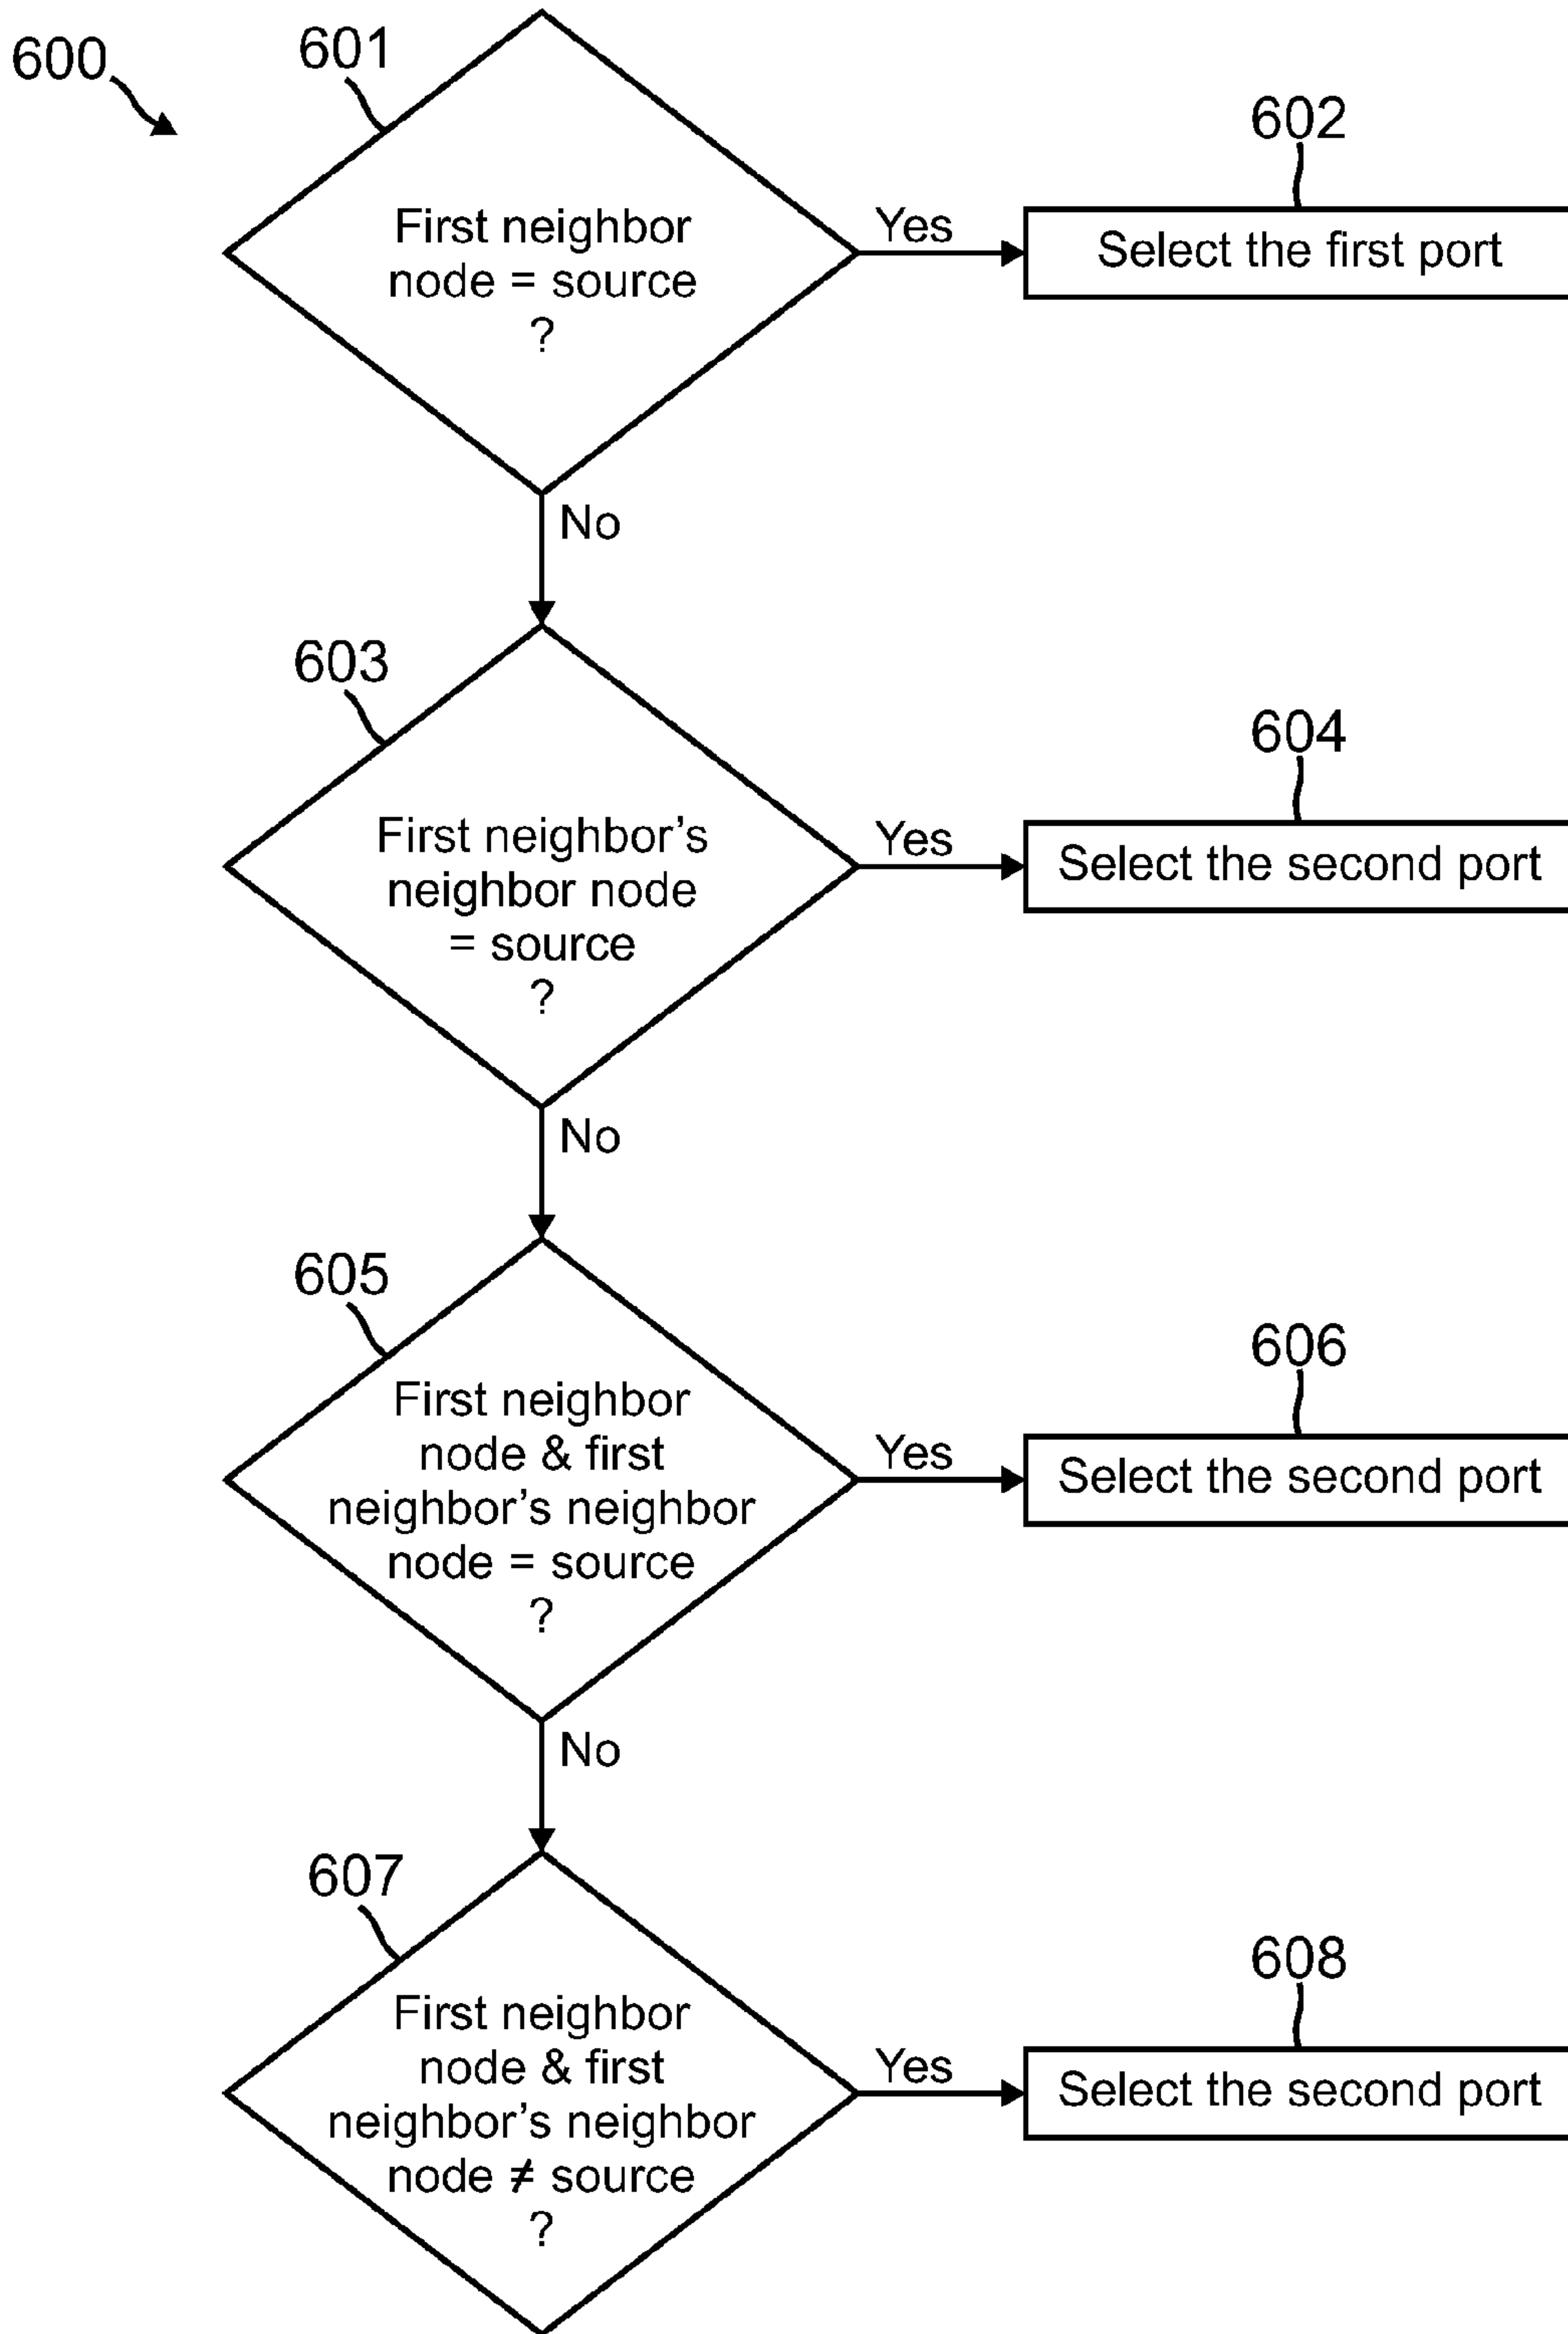 600
601
First neighbor
node = source
?
Yes
602
Select the first port
No
603
First neighbor’s
neighbor node
= source
?
Yes
604
Select the second port
No
605
First neighbor
node & first
neighbor’s neighbor
node = source
?
Yes
606
Select the second port
No
607
First neighbor
node & first
neighbor’s neighbor
node ≠ source
?
Yes
608
Select the second port